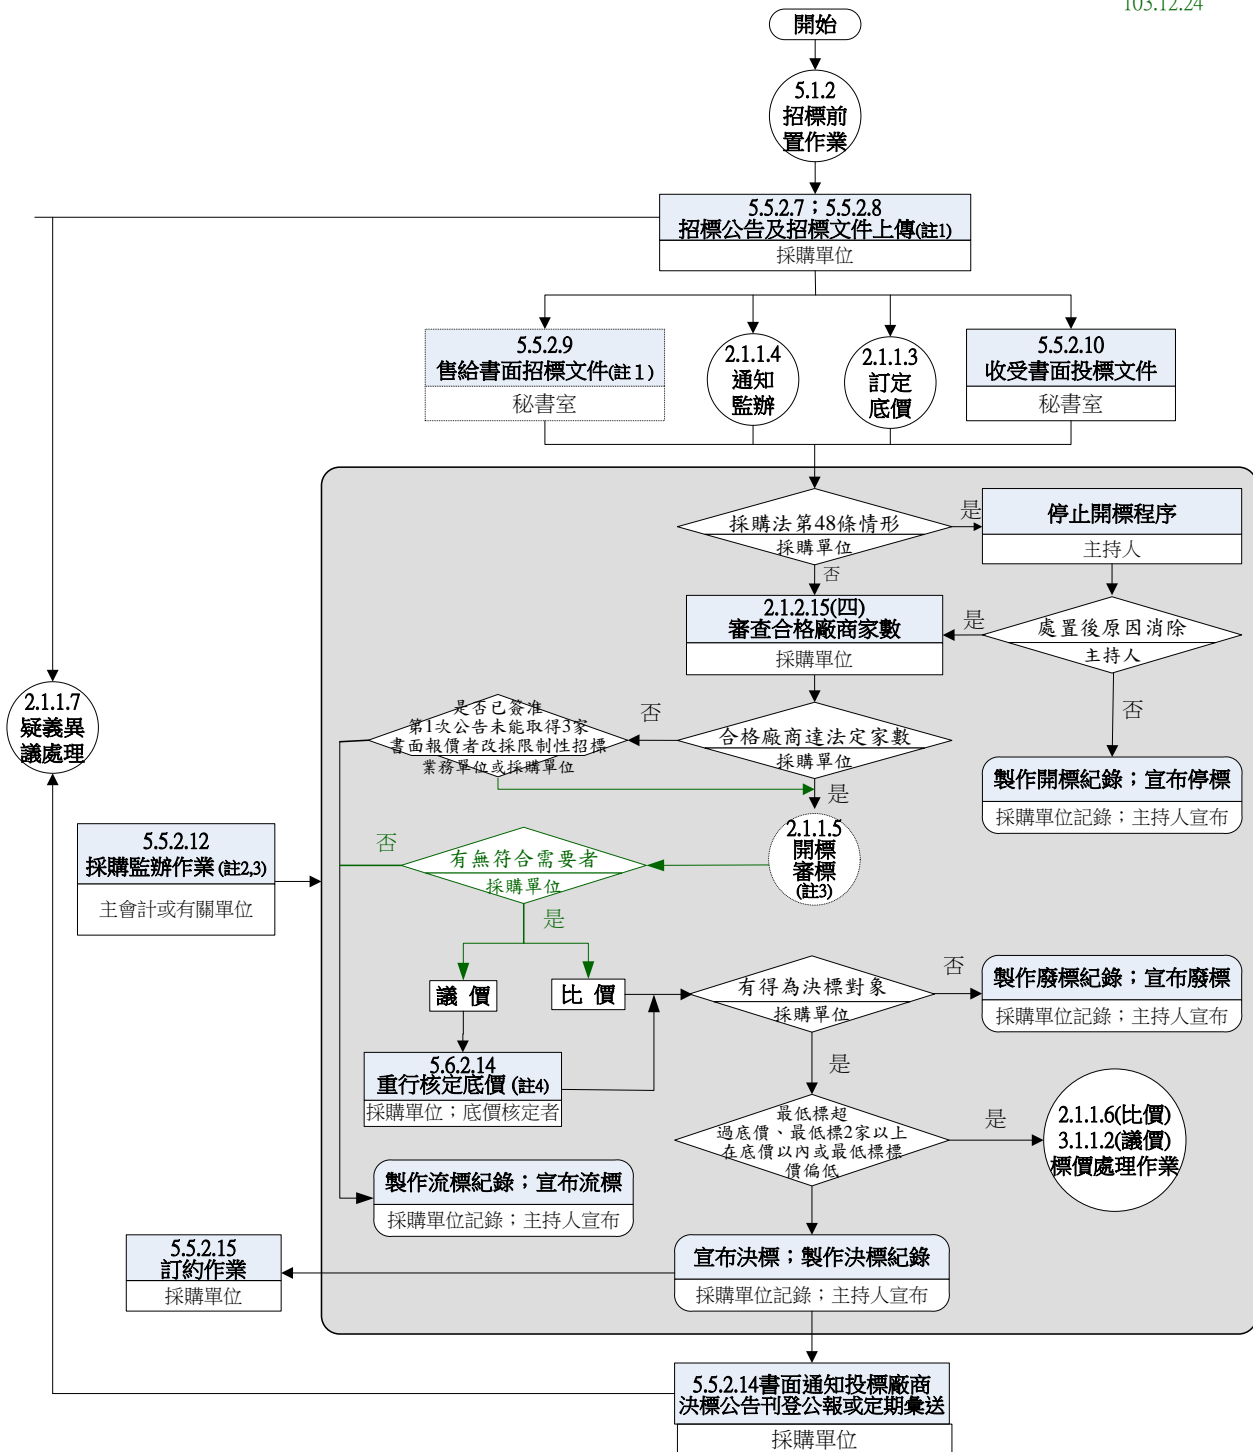 103.12.24
開始
5.1.2
招標前
置作業
5.5.2.7；5.5.2.8
招標公告及招標文件上傳(註1)
採購單位
5.5.2.9
售給書面招標文件(註1)
秘書室
2.1.1.4
通知
監辦
2.1.1.3
訂定
底價
5.5.2.10
收受書面投標文件
秘書室
採購法第48條情形
採購單位
是
否
停止開標程序
主持人
2.1.2.15(四)
審查合格廠商家數
採購單位
是
處置後原因消除
主持人
否
2.1.1.7
疑義異
議處理
是否已簽准
第1次公告未能取得3家
書面報價者改採限制性招標
業務單位或採購單位
否
合格廠商達法定家數
採購單位
是
製作開標紀錄；宣布停標
採購單位記錄；主持人宣布
5.5.2.12
採購監辦作業(註2,3)
主會計或有關單位
否
有無符合需要者
採購單位
是
2.1.1.5
開標
審標
(註3)
議 價
比 價
有得為決標對象
採購單位
否
是
製作廢標紀錄；宣布廢標
採購單位記錄；主持人宣布
5.6.2.14
重行核定底價(註4)
採購單位；底價核定者
最低標超
過底價、最低標2家以上
在底價以內或最低標標
價偏低
是
2.1.1.6(比價)
3.1.1.2(議價)
標價處理作業
製作流標紀錄；宣布流標
採購單位記錄；主持人宣布
5.5.2.15
訂約作業
採購單位
宣布決標；製作決標紀錄
採購單位記錄；主持人宣布
5.5.2.14書面通知投標廠商
決標公告刊登公報或定期彙送
採購單位